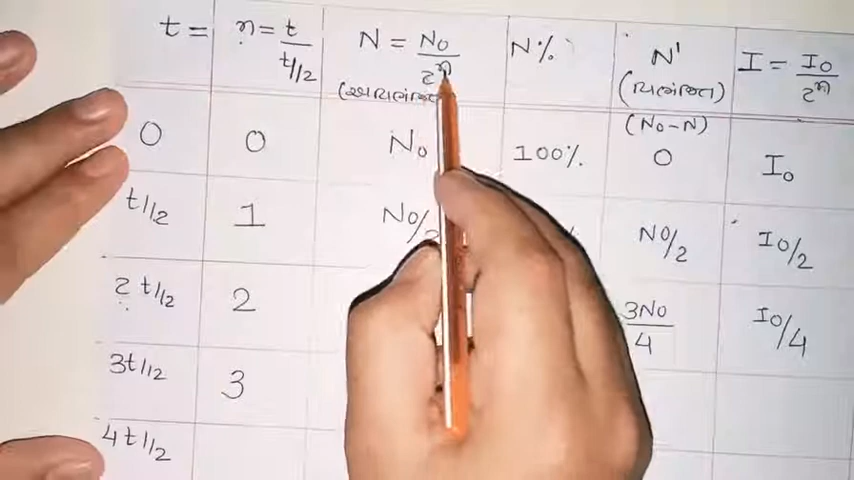 t = n = t / t1/2 N = N₀ / 2ⁿ N% N' I = I₀ / 2ⁿ
(N₀-N)
0 0 N₀ 100% 0 I₀
t1/2 1 N₀/2 N₀/2 I₀/2
2 t1/2 2 3N₀/4 I₀/4
3t1/2 3
4t1/2